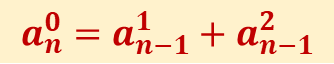 a_n^0 = a_{n-1}^1 + a_{n-1}^2